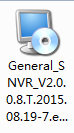 General_S
NVR_V2.0.
0.8.T.2015.
08.19-7.e...